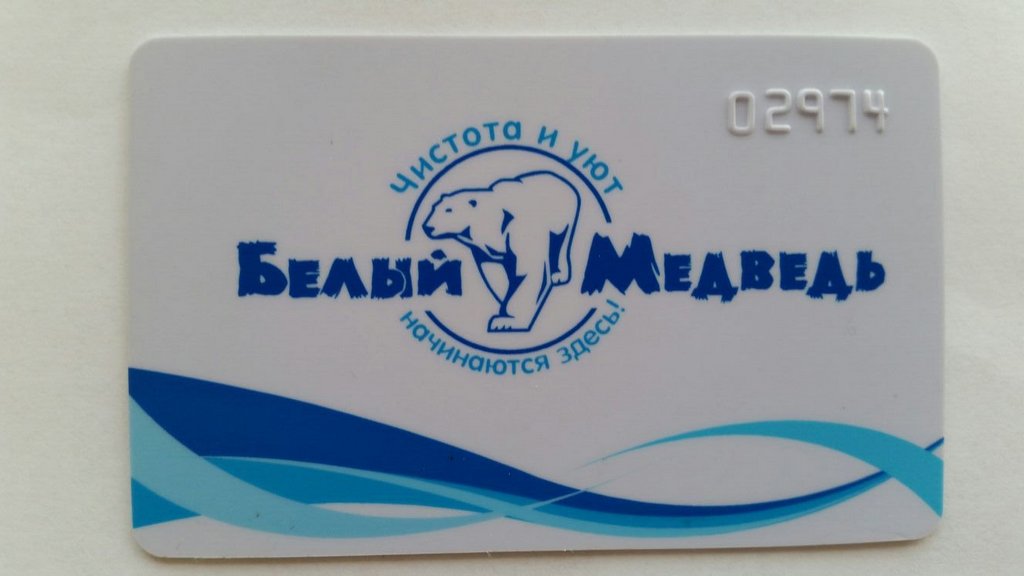 02974
Чистота и уют
Белый Медведь
начинаются здесь!